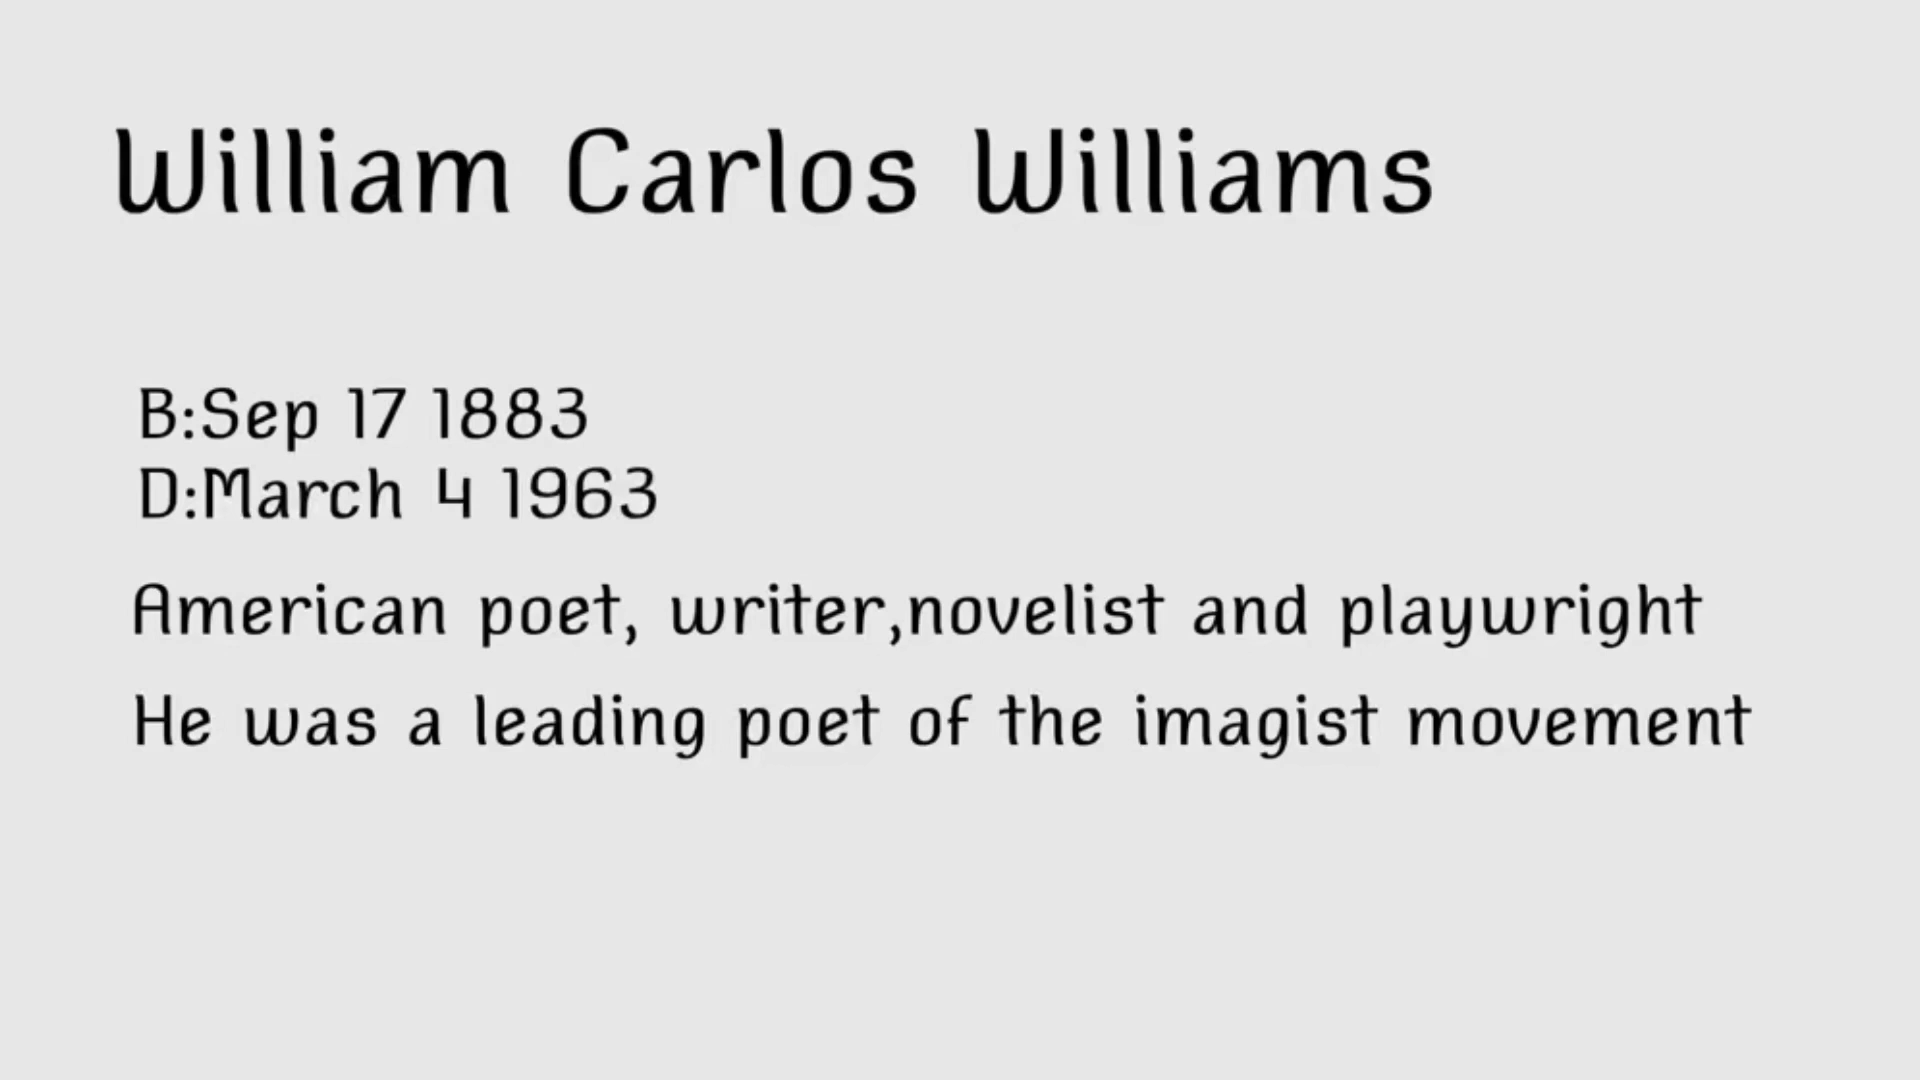 William Carlos Williams
B:Sep 17 1883
D:March 4 1963
American poet, writer,novelist and playwright
He was a leading poet of the imagist movement